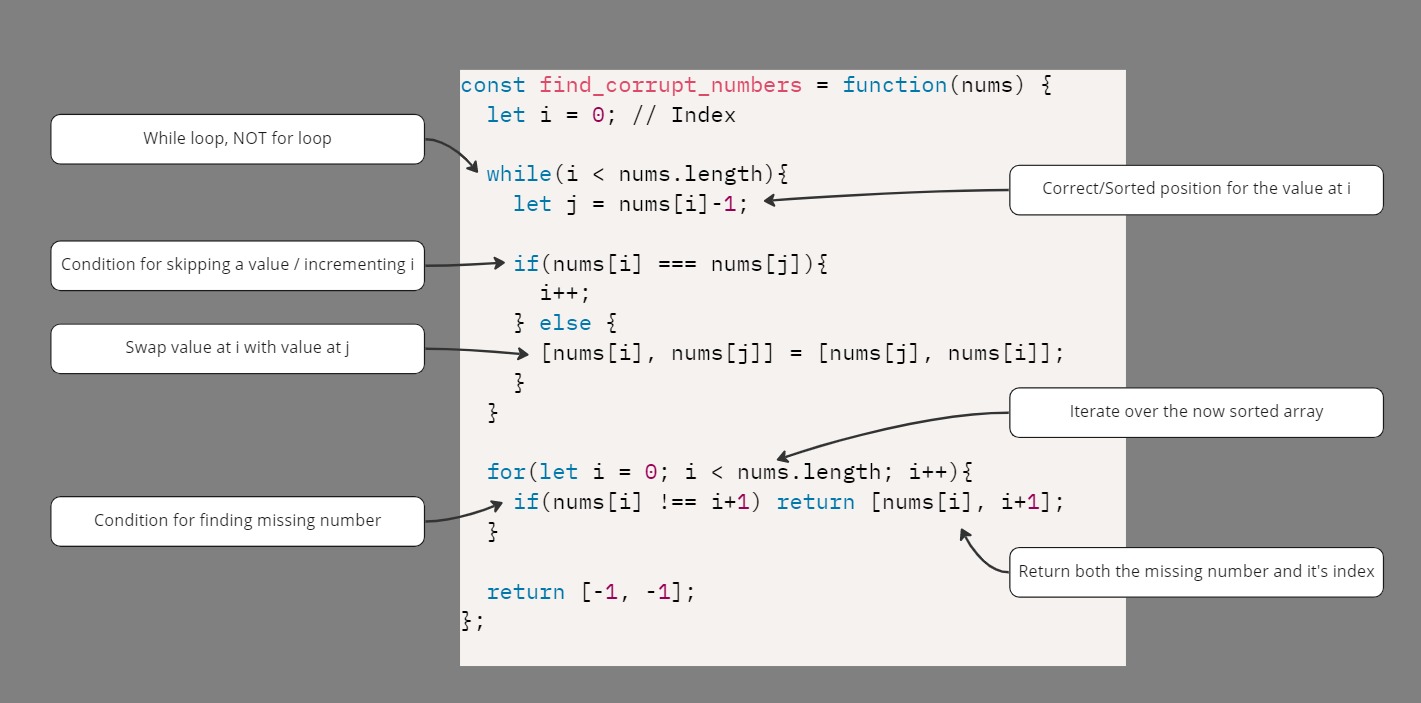 const find_corrupt_numbers = function(nums) {
let i = 0; // Index
While loop, NOT for loop
while(i < nums.length){
Correct/Sorted position for the value at i
let j = nums[i]-1;
Condition for skipping a value / incrementing i
if(nums[i] === nums[j]){
i++;
} else {
Swap value at i with value at j
[nums[i], nums[j]] = [nums[j], nums[i]];
}
}
Iterate over the now sorted array
for(let i = 0; i < nums.length; i++){
Condition for finding missing number
if(nums[i] !== i+1) return [nums[i], i+1];
}
Return both the missing number and it's index
return [-1, -1];
};